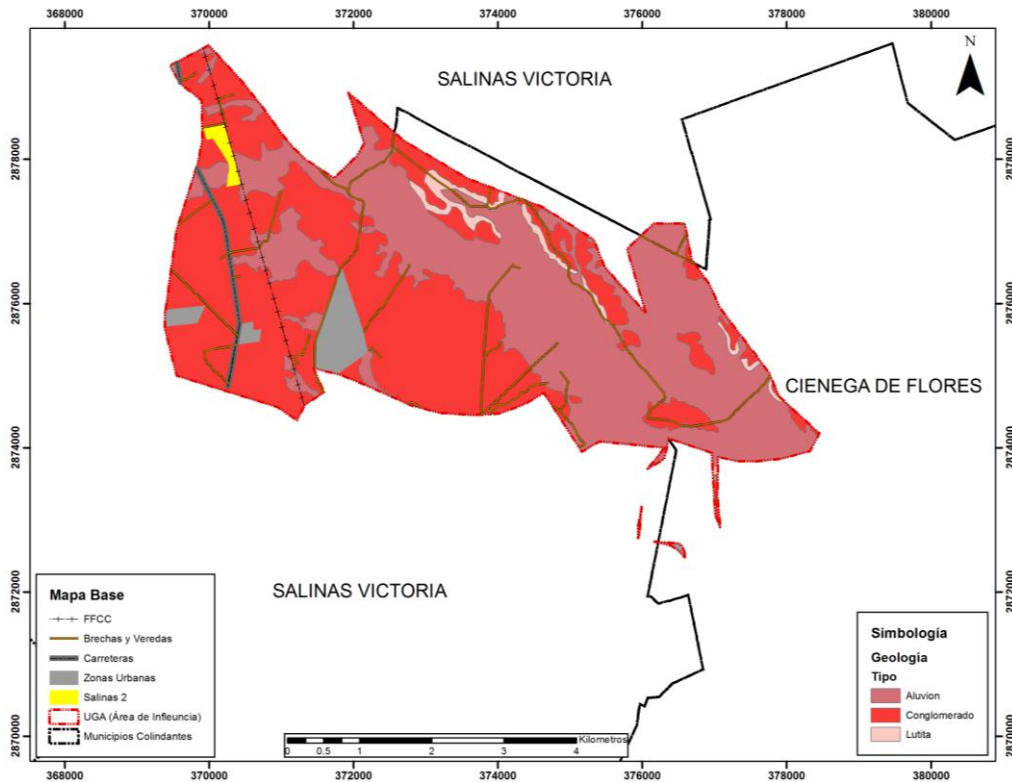 368000 370000 372000 374000 376000 378000 380000
N
SALINAS VICTORIA
2878000 2878000
2876000 2876000
CIENEGA DE FLORES
2874000 2874000
SALINAS VICTORIA
2872000 2872000
2870000 2870000
Mapa Base
FFCC
Brechas y Veredas
Carreteras
Zonas Urbanas
Salinas 2
UGA (Área de Infleuncia)
Municipios Colindantes
Simbología
Geología
Tipo
Aluvion
Conglomerado
Lutita
Kilometros
0 0.5 1 2 3 4
368000 370000 372000 374000 376000 378000 380000